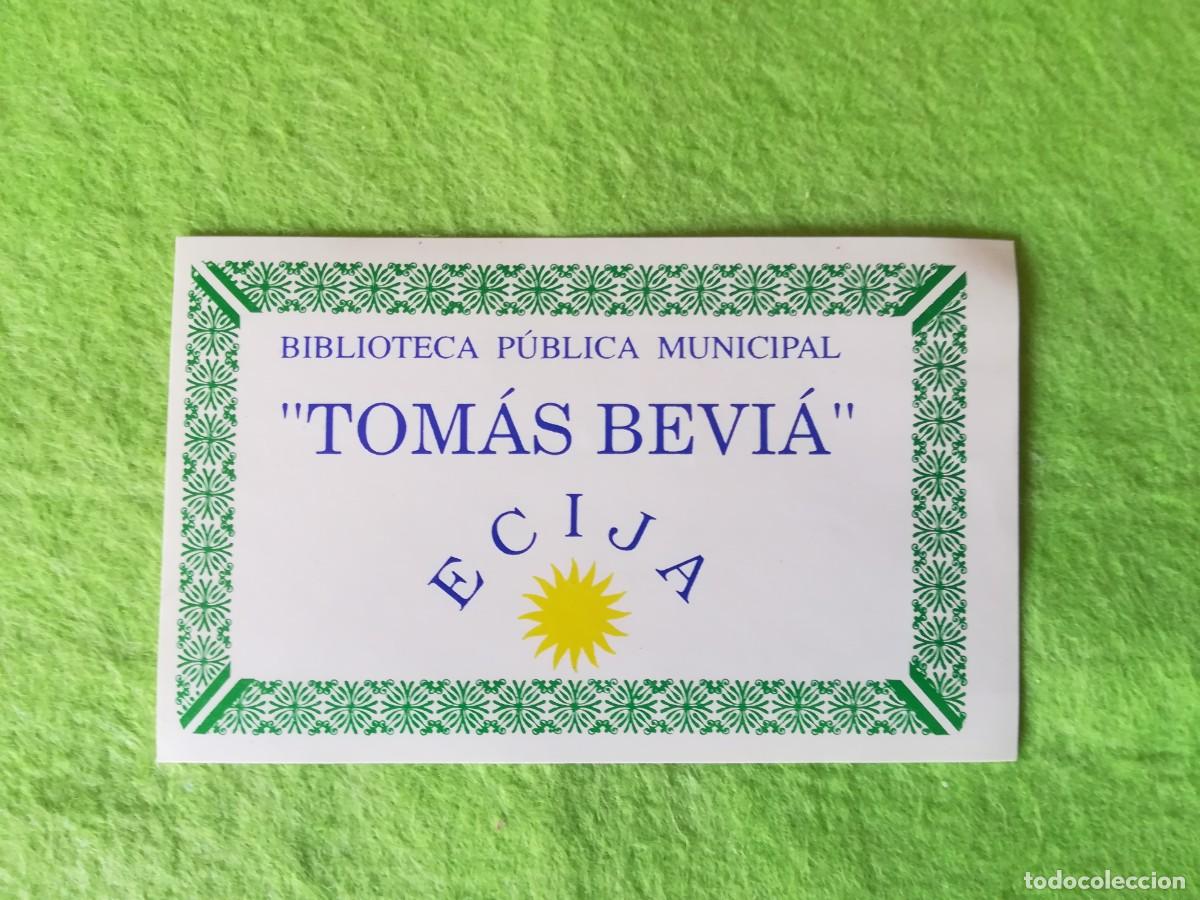 BIBLIOTECA PÚBLICA MUNICIPAL
"TOMÁS BEVIÁ"
ECIJA
todocoleccion